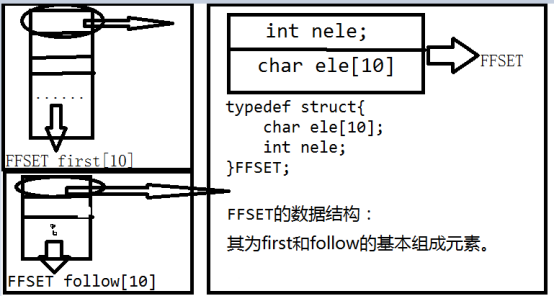 ......
FFSET first[10]
FFSET follow[10]
int nele;
char ele[10]
FFSET
typedef struct{
char ele[10];
int nele;
}FFSET;
FFSET的数据结构：
其为first和follow的基本组成元素。